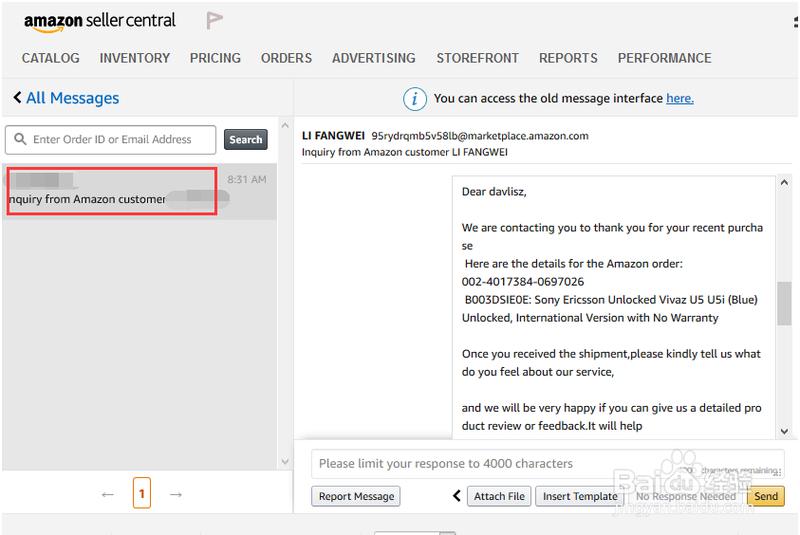 amazon seller central
CATALOG INVENTORY PRICING ORDERS ADVERTISING STOREFRONT REPORTS PERFORMANCE
All Messages
You can access the old message interface here.
Enter Order ID or Email Address
Search
8:31 AM
nquiry from Amazon customer
LI FANGWEI 95rydrqmb5v58lb@marketplace.amazon.com
Inquiry from Amazon customer LI FANGWEI
Dear davlisz,
We are contacting you to thank you for your recent purcha
se
Here are the details for the Amazon order:
002-4017384-0697026
B003DSIE0E: Sony Ericsson Unlocked Vivaz U5 U5i (Blue)
Unlocked, International Version with No Warranty
Once you received the shipment,please kindly tell us what
do you feel about our service,
and we will be very happy if you can give us a detailed pro
duct review or feedback.It will help
Please limit your response to 4000 characters
characters remaining
Report Message
Attach File
Insert Template
No Response Needed
Send
← 1 →
Baidu 经验
jingyan.baidu.com